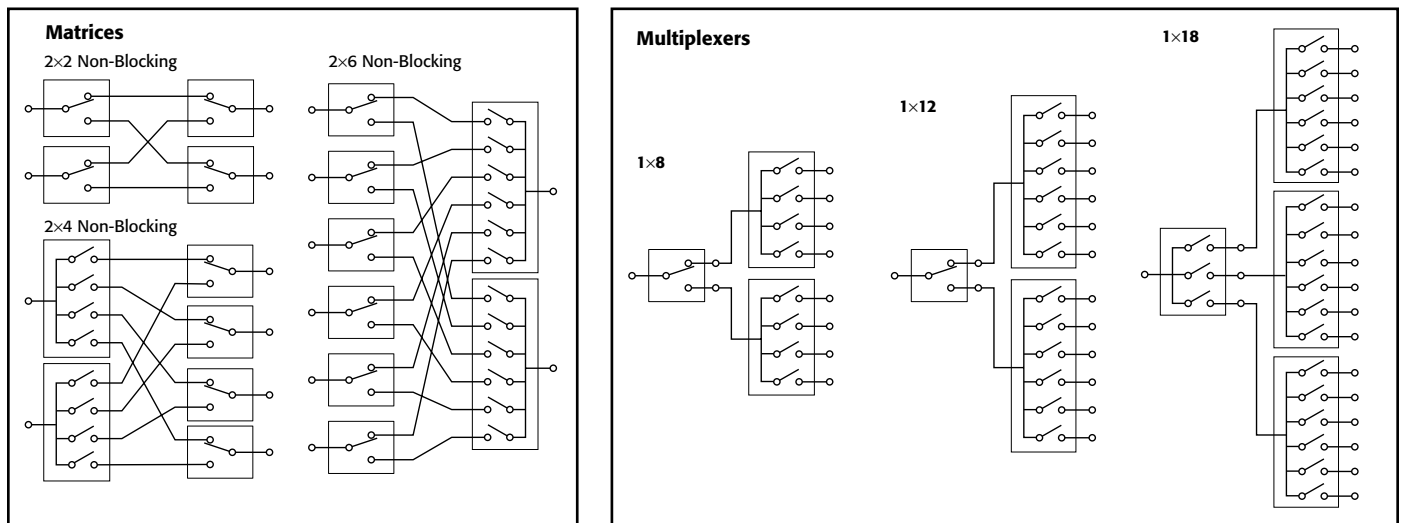 Matrices
2×2 Non-Blocking
2×6 Non-Blocking
2×4 Non-Blocking
Multiplexers
1×8
1×12
1×18